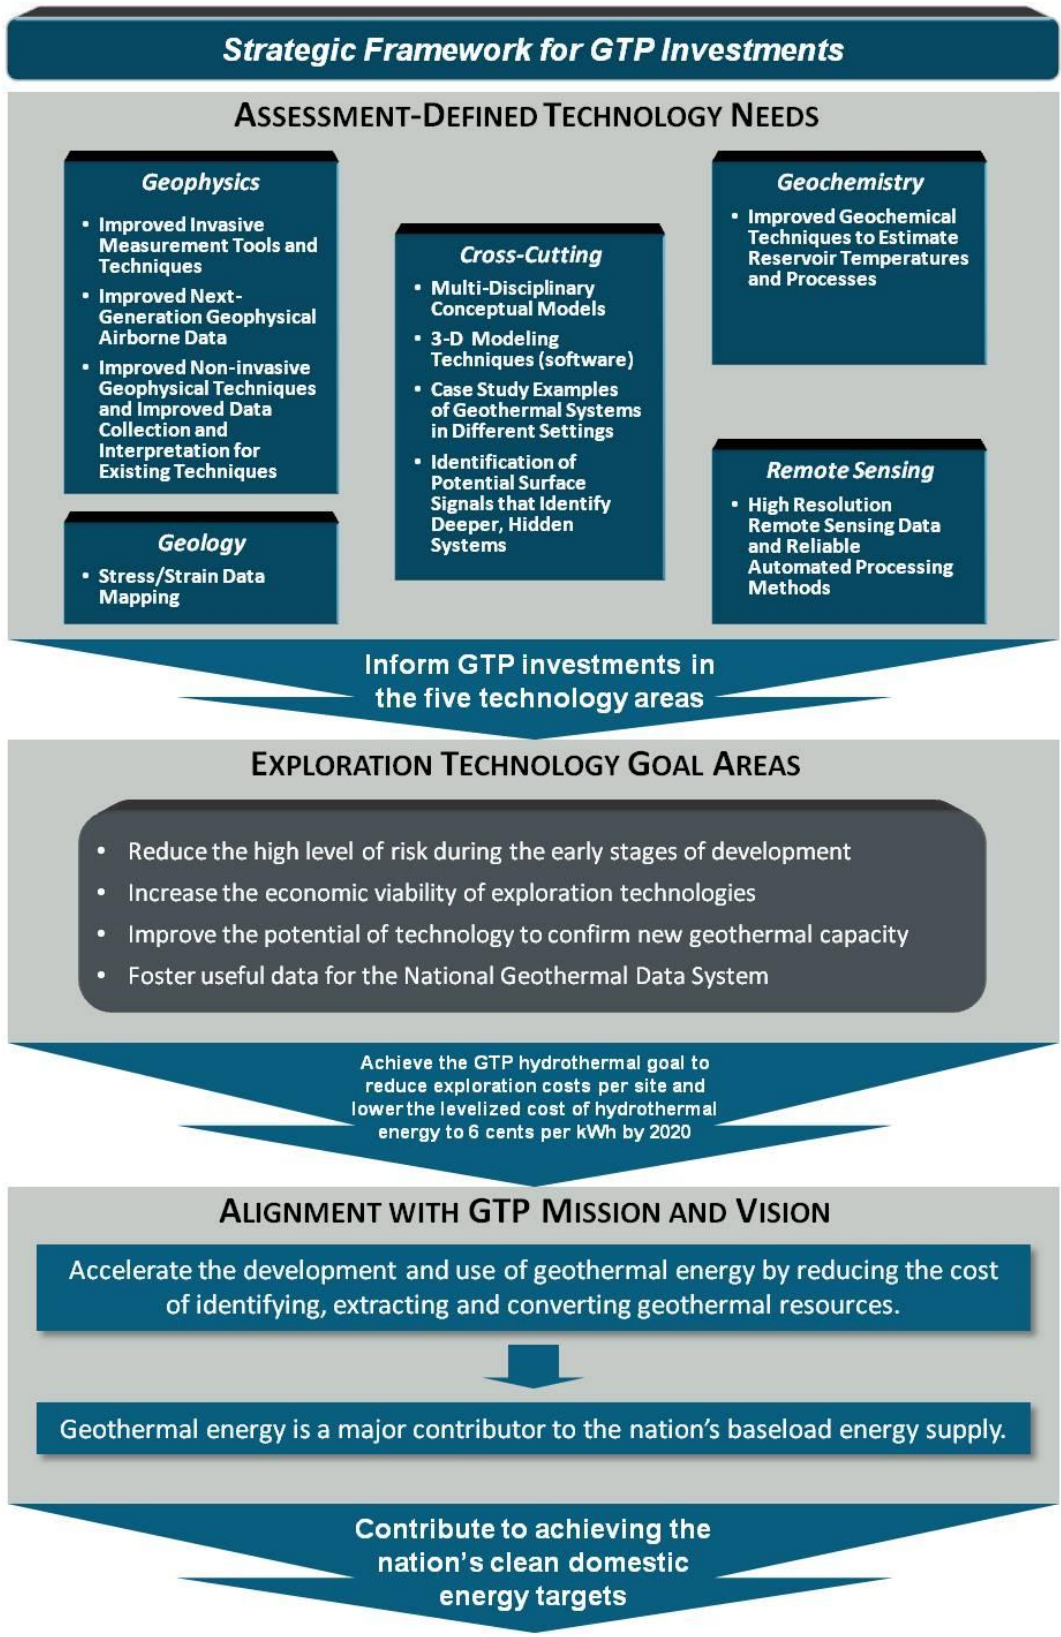 Strategic Framework for GTP Investments
ASSESSMENT-DEFINED TECHNOLOGY NEEDS
Geophysics
• Improved Invasive
Measurement Tools and
Techniques
• Improved Next-
Generation Geophysical
Airborne Data
• Improved Non-invasive
Geophysical Techniques
and Improved Data
Collection and
Interpretation for
Existing Techniques
Geology
• Stress/Strain Data
Mapping
Cross-Cutting
• Multi-Disciplinary
Conceptual Models
• 3-D Modeling
Techniques (software)
• Case Study Examples
of Geothermal Systems
in Different Settings
• Identification of
Potential Surface
Signals that Identify
Deeper, Hidden
Systems
Geochemistry
• Improved Geochemical
Techniques to Estimate
Reservoir Temperatures
and Processes
Remote Sensing
• High Resolution
Remote Sensing Data
and Reliable
Automated Processing
Methods
Inform GTP investments in
the five technology areas
EXPLORATION TECHNOLOGY GOAL AREAS
• Reduce the high level of risk during the early stages of development
• Increase the economic viability of exploration technologies
• Improve the potential of technology to confirm new geothermal capacity
• Foster useful data for the National Geothermal Data System
Achieve the GTP hydrothermal goal to
reduce exploration costs per site and
lower the levelized cost of hydrothermal
energy to 6 cents per kWh by 2020
ALIGNMENT WITH GTP MISSION AND VISION
Accelerate the development and use of geothermal energy by reducing the cost
of identifying, extracting and converting geothermal resources.
Geothermal energy is a major contributor to the nation's baseload energy supply.
Contribute to achieving the
nation's clean domestic
energy targets